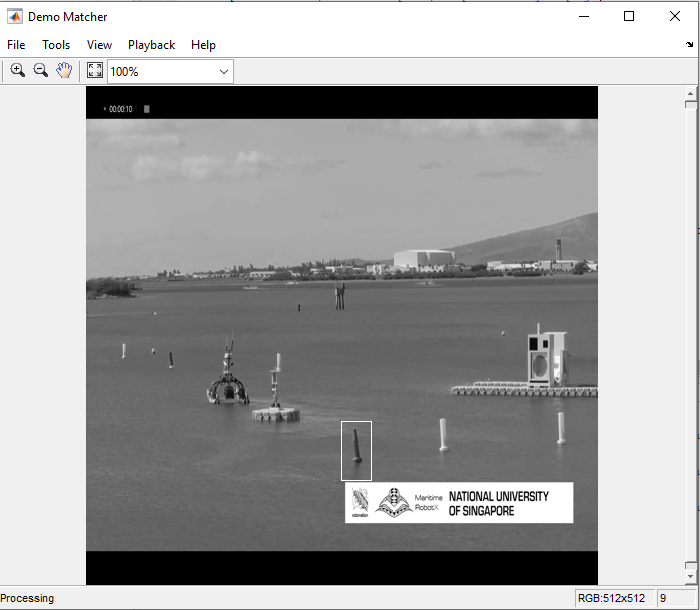 Demo Matcher
File Tools View Playback Help
100%
00:00:10
Maritime
RobotX
NATIONAL UNIVERSITY
OF SINGAPORE
Processing
RGB:512x512 9